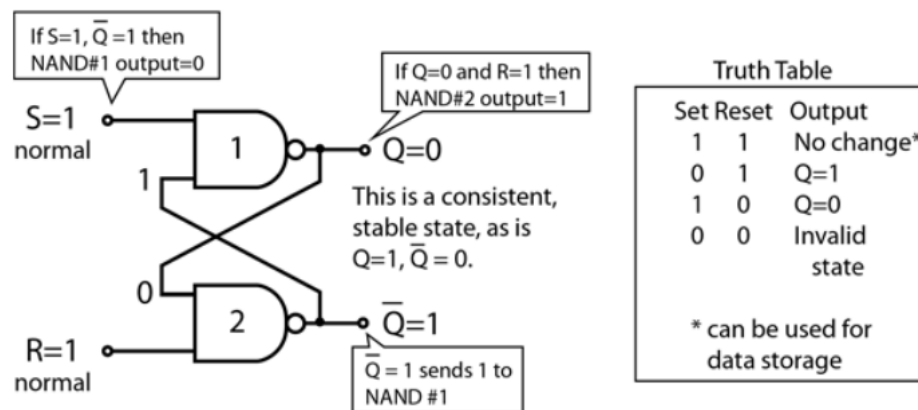 If S=1, Q̅ =1 then
NAND#1 output=0
S=1
normal
1
1
0
2
R=1
normal
If Q=0 and R=1 then
NAND#2 output=1
Q=0
This is a consistent,
stable state, as is
Q=1, Q̅ = 0.
Q̅=1
Q̅ = 1 sends 1 to
NAND #1
Truth Table
Set Reset Output
1 1 No change*
0 1 Q=1
1 0 Q=0
0 0 Invalid
state
* can be used for
data storage